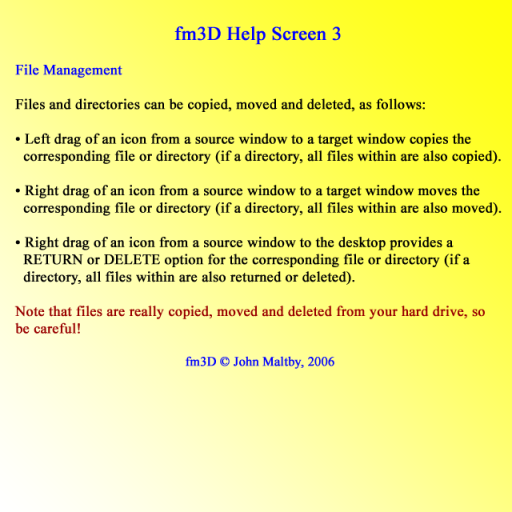 fm3D Help Screen 3
File Management
Files and directories can be copied, moved and deleted, as follows:
• Left drag of an icon from a source window to a target window copies the
corresponding file or directory (if a directory, all files within are also copied).
• Right drag of an icon from a source window to a target window moves the
corresponding file or directory (if a directory, all files within are also moved).
• Right drag of an icon from a source window to the desktop provides a
RETURN or DELETE option for the corresponding file or directory (if a
directory, all files within are also returned or deleted).
Note that files are really copied, moved and deleted from your hard drive, so
be careful!
fm3D © John Maltby, 2006